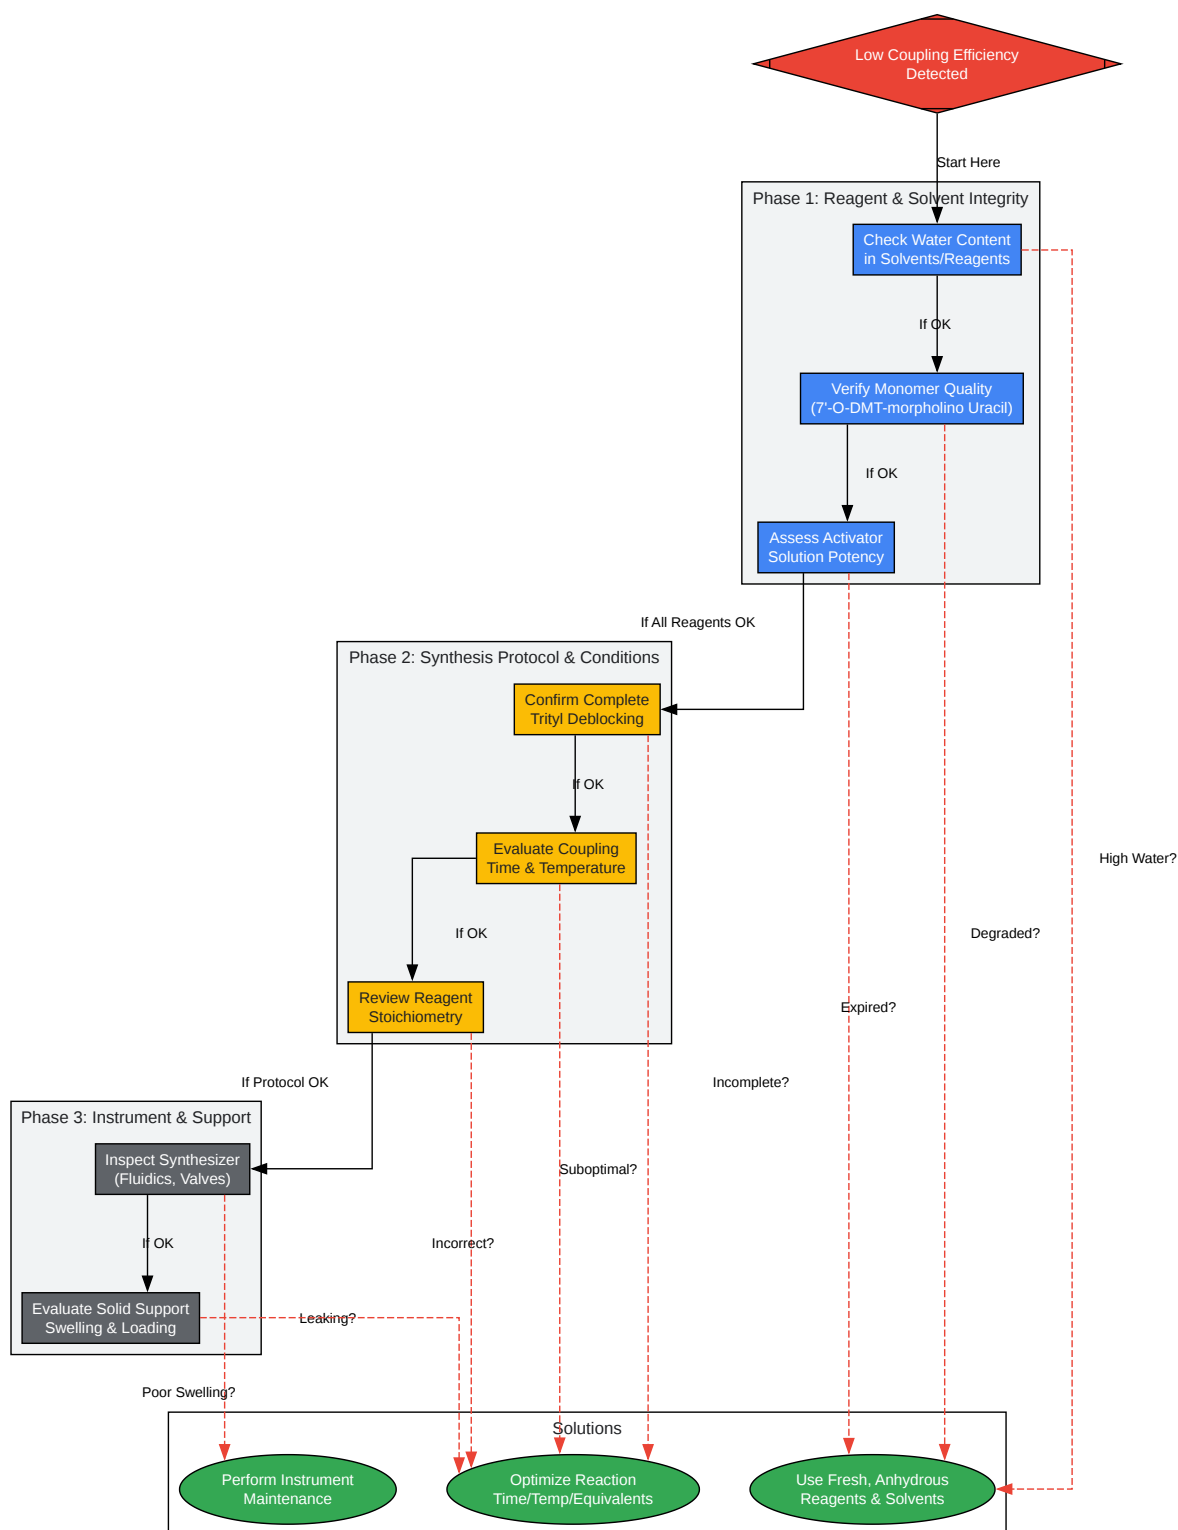 Low Coupling Efficiency
Detected
Start Here
Phase 1: Reagent & Solvent Integrity
Check Water Content
in Solvents/Reagents
If OK
Verify Monomer Quality
(7'-O-DMT-morpholino Uracil)
If OK
Assess Activator
Solution Potency
If All Reagents OK
Phase 2: Synthesis Protocol & Conditions
Confirm Complete
Trityl Deblocking
If OK
Evaluate Coupling
Time & Temperature
High Water?
If OK
Degraded?
Review Reagent
Stoichiometry
Expired?
If Protocol OK
Incomplete?
Phase 3: Instrument & Support
Inspect Synthesizer
(Fluidics, Valves)
Suboptimal?
If OK
Incorrect?
Evaluate Solid Support
Swelling & Loading
Leaking?
Poor Swelling?
Solutions
Perform Instrument
Maintenance
Optimize Reaction
Time/Temp/Equivalents
Use Fresh, Anhydrous
Reagents & Solvents